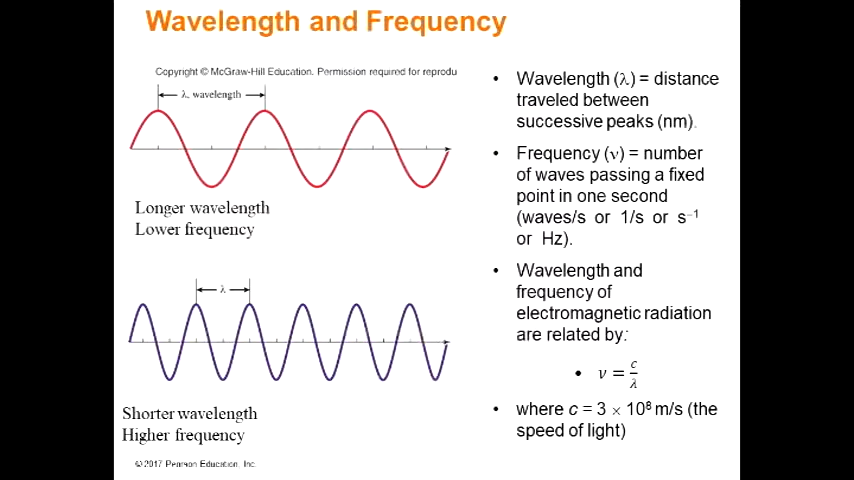 Wavelength and Frequency
Copyright © McGraw-Hill Education. Permission required for reprodu
λ, wavelength
Longer wavelength
Lower frequency
λ
Shorter wavelength
Higher frequency
© 2017 Pearson Education, Inc.
• Wavelength (λ) = distance
traveled between
successive peaks (nm).
• Frequency (ν) = number
of waves passing a fixed
point in one second
(waves/s or 1/s or s⁻¹
or Hz).
• Wavelength and
frequency of
electromagnetic radiation
are related by:
• ν = c/λ
• where c = 3 × 10⁸ m/s (the
speed of light)